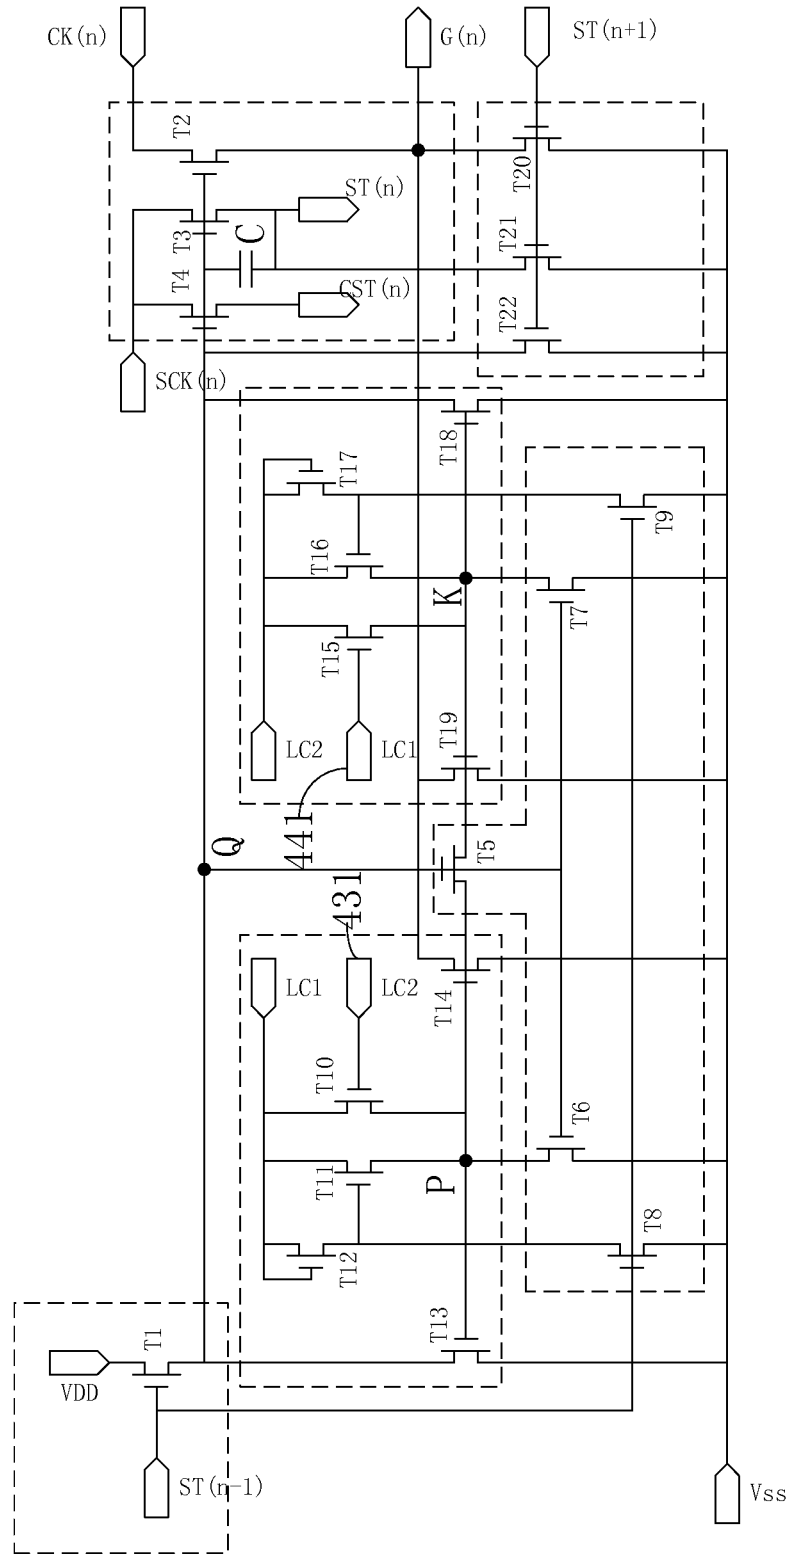 CK(n)
G(n)
ST(n+1)
T2
T20
ST(n)
T3
C
T21
T4
CST(n)
T22
SCK(n)
T18
T17
T9
T16
K
T7
T15
LC2
LC1
T19
441
Q
T5
431
LC1
LC2
T14
T10
T6
T11
P
T8
T12
T13
T1
VDD
ST(n-1)
Vss